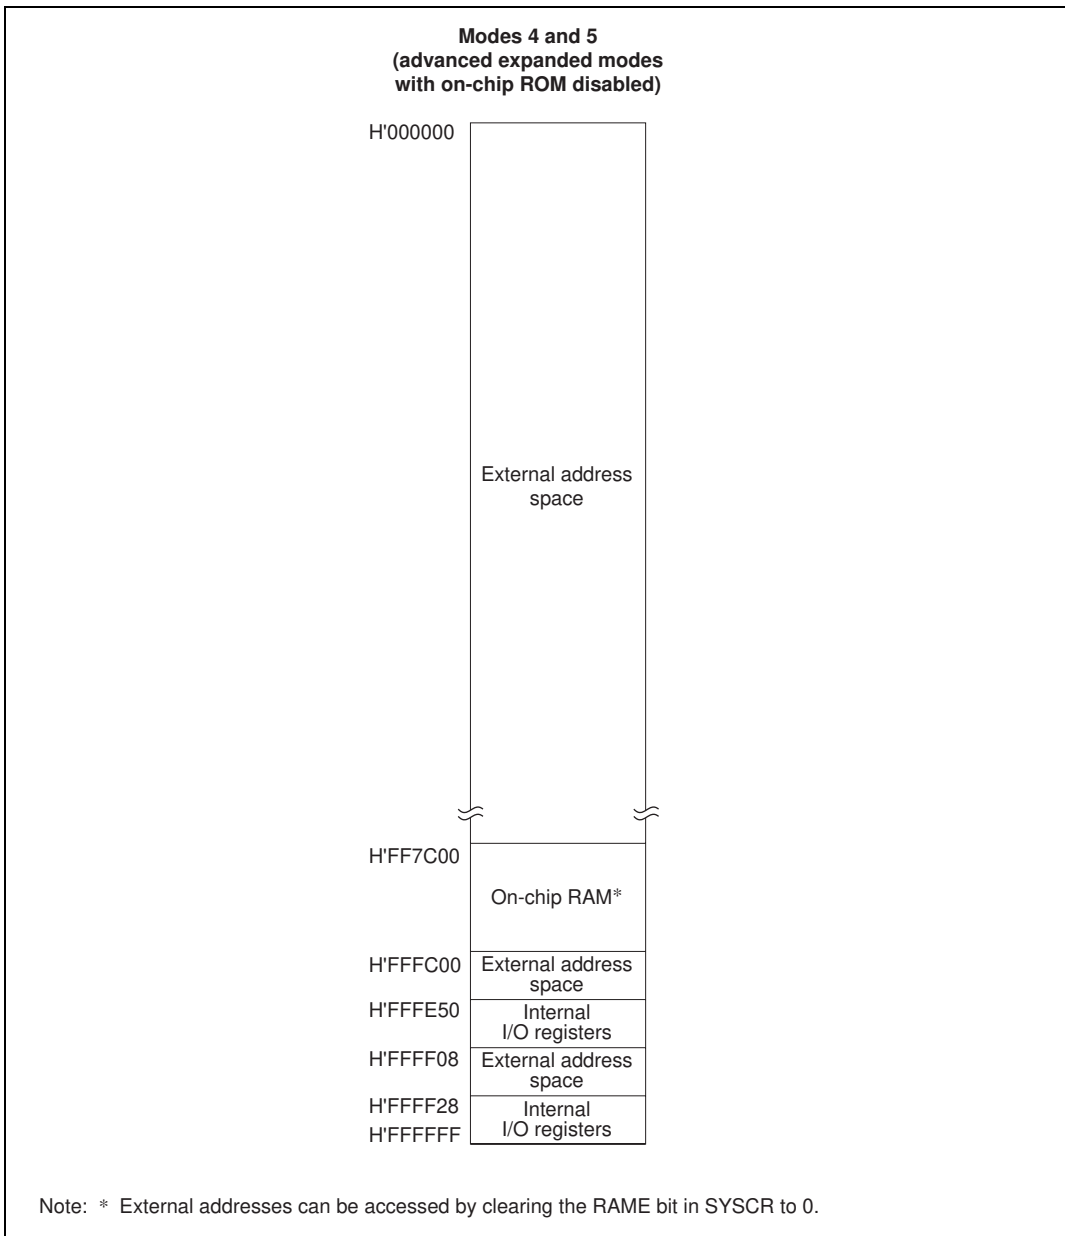 Modes 4 and 5
(advanced expanded modes
with on-chip ROM disabled)
H'000000
External address
space
H'FF7C00
On-chip RAM*
H'FFFC00
External address
space
H'FFFE50
Internal
I/O registers
H'FFFF08
External address
space
H'FFFF28
Internal
I/O registers
H'FFFFFF
Note: * External addresses can be accessed by clearing the RAME bit in SYSCR to 0.